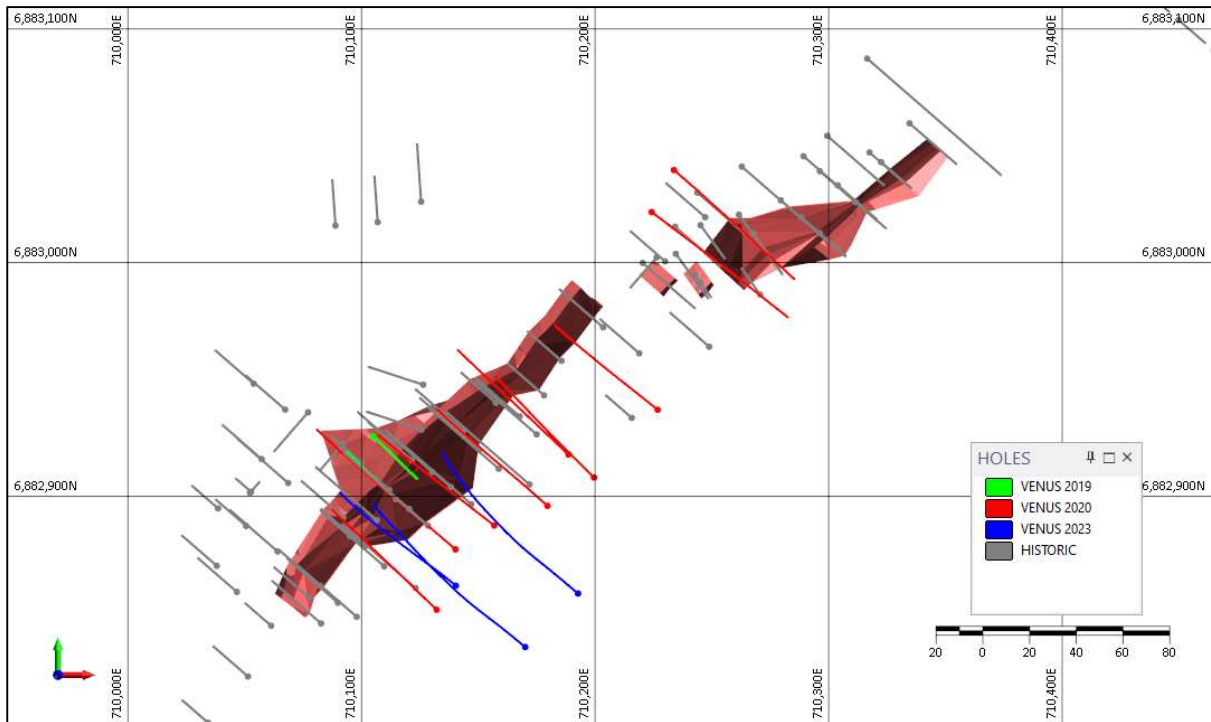 6,883,100N
6,883,100N
710,000E
710,100E
710,200E
710,300E
710,400E
6,883,000N
6,883,000N
6,882,900N
6,882,900N
HOLES
VENUS 2019
VENUS 2020
VENUS 2023
HISTORIC
20 0 20 40 60 80
710,000E
710,100E
710,200E
710,300E
710,400E